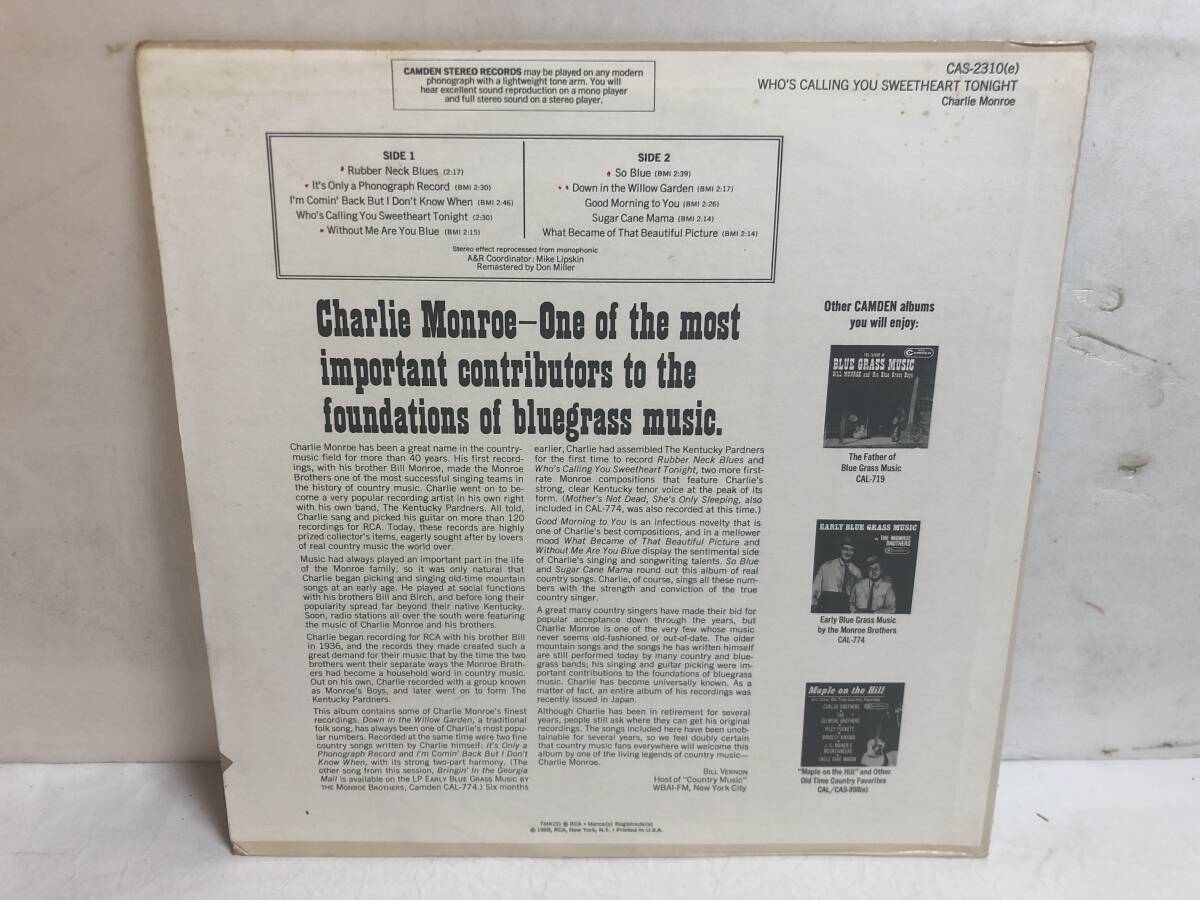 CAMDEN STEREO RECORDS may be played on any modern
phonograph with a lightweight tone arm. You will
hear excellent sound reproduction on a mono player
and full stereo sound on a stereo player.
CAS-2310(e)
WHO'S CALLING YOU SWEETHEART TONIGHT
Charlie Monroe
SIDE 1
Rubber Neck Blues (2:17)
It's Only a Phonograph Record (BMI 2:30)
I'm Comin' Back But I Don't Know When (BMI 2:46)
Who's Calling You Sweetheart Tonight (2:30)
Without Me Are You Blue (BMI 2:15)
SIDE 2
So Blue (BMI 2:39)
Down in the Willow Garden (BMI 2:17)
Good Morning to You (BMI 2:26)
Sugar Cane Mama (BMI 2:14)
What Became of That Beautiful Picture (BMI 2:14)
Stereo effect reprocessed from monophonic
A&R Coordinator: Mike Lipskin
Remastered by Don Miller
Charlie Monroe—One of the most
important contributors to the
foundations of bluegrass music.
Charlie Monroe has been a great name in the country-
music field for more than 40 years. His first record-
ings, with his brother Bill Monroe, made the Monroe
Brothers one of the most successful singing teams in
the history of country music. Charlie went on to be-
come a very popular recording artist in his own right
with his own band, The Kentucky Pardners. All told,
Charlie sang and picked his guitar on more than 120
recordings for RCA. Today, these records are highly
prized collector's items, eagerly sought after by lovers
of real country music the world over.
Music had always played an important part in the life
of the Monroe family, so it was only natural that
Charlie began picking and singing old-time mountain
songs at an early age. He played at social functions
with his brothers Bill and Birch, and before long their
popularity spread far beyond their native Kentucky.
Soon, radio stations all over the south were featuring
the music of Charlie Monroe and his brothers.
Charlie began recording for RCA with his brother Bill
in 1936, and the records they made created such a
great demand for their music that by the time the two
brothers went their separate ways the Monroe Broth-
ers had become a household word in country music.
Out on his own, Charlie recorded with a group known
as Monroe's Boys, and later went on to form The
Kentucky Pardners.
This album contains some of Charlie Monroe's finest
recordings. Down in the Willow Garden, a traditional
folk song, has always been one of Charlie's most popu-
lar numbers. Recorded at the same time were two fine
country songs written by Charlie himself: It's Only a
Phonograph Record and I'm Comin' Back But I Don't
Know When, with its strong two-part harmony. (The
other song from this session, Bringin' In the Georgia
Mail is available on the LP EARLY BLUE GRASS MUSIC BY
THE MONROE BROTHERS, Camden CAL-774.) Six months
earlier, Charlie had assembled The Kentucky Pardners
for the first time to record Rubber Neck Blues and
Who's Calling You Sweetheart Tonight, two more first-
rate Monroe compositions that feature Charlie's
strong, clear Kentucky tenor voice at the peak of its
form. (Mother's Not Dead, She's Only Sleeping, also
included in CAL-774, was also recorded at this time.)
Good Morning to You is an infectious novelty that is
one of Charlie's best compositions, and in a mellower
mood What Became of That Beautiful Picture and
Without Me Are You Blue display the sentimental side
of Charlie's singing and songwriting talents. So Blue
and Sugar Cane Mama round out this album of real
country songs. Charlie, of course, sings all these num-
bers with the strength and conviction of the true
country singer.
A great many country singers have made their bid for
popular acceptance down through the years, but
Charlie Monroe is one of the very few whose music
never seems old-fashioned or out-of-date. The older
mountain songs and the songs he has written himself
are still performed today by many country and blue-
grass bands; his singing and guitar picking were im-
portant contributions to the foundations of bluegrass
music. Charlie has become universally known. As a
matter of fact, an entire album of his recordings was
recently issued in Japan.
Although Charlie has been in retirement for several
years, people still ask where they can get his original
recordings. The songs included here have been unob-
tainable for several years, so we feel doubly certain
that country music fans everywhere will welcome this
album by one of the living legends of country music—
Charlie Monroe.
BILL VERNON
Host of "Country Music"
WBAI-FM, New York City
Other CAMDEN albums
you will enjoy:
THE FATHER OF
CAMDEN
BLUE GRASS MUSIC
BILL MONROE and His Blue Grass Boys
The Father of
Blue Grass Music
CAL-719
EARLY BLUE GRASS MUSIC
by THE MONROE
BROTHERS
Early Blue Grass Music
by the Monroe Brothers
CAL-774
Maple on the Hill
CARLISLE BROTHERS
DELMORE BROTHERS
RILEY PUCKETT
BRADLEY KINCAID
J. E. MAINER'S
MOUNTAINEERS
UNCLE DAVE MACON
"Maple on the Hill" and Other
Old Time Country Favorites
CAL/CAS-898(e)
TMK(S) ® RCA • Marca(s) Registrada(s)
© 1969, RCA, New York, N.Y. • Printed in U.S.A.